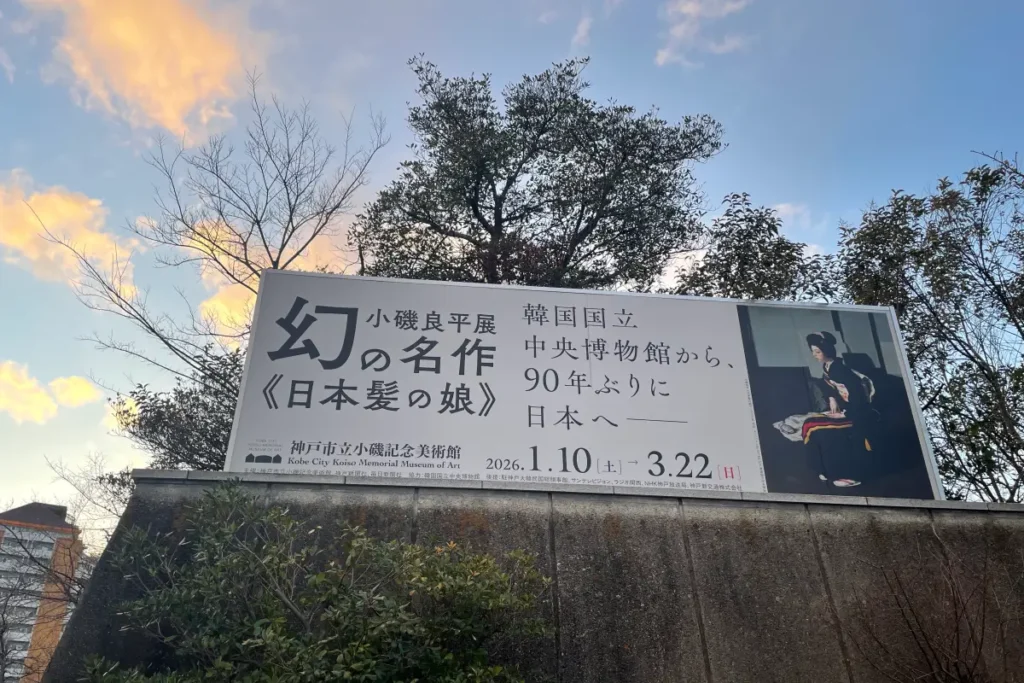 小磯良平展
幻の名作
《日本髪の娘》
韓国国立
中央博物館から、
90年ぶりに
日本へ——
神戸市立小磯記念美術館
Kobe City Koiso Memorial Museum of Art
2026.1.10[土]→3.22[日]